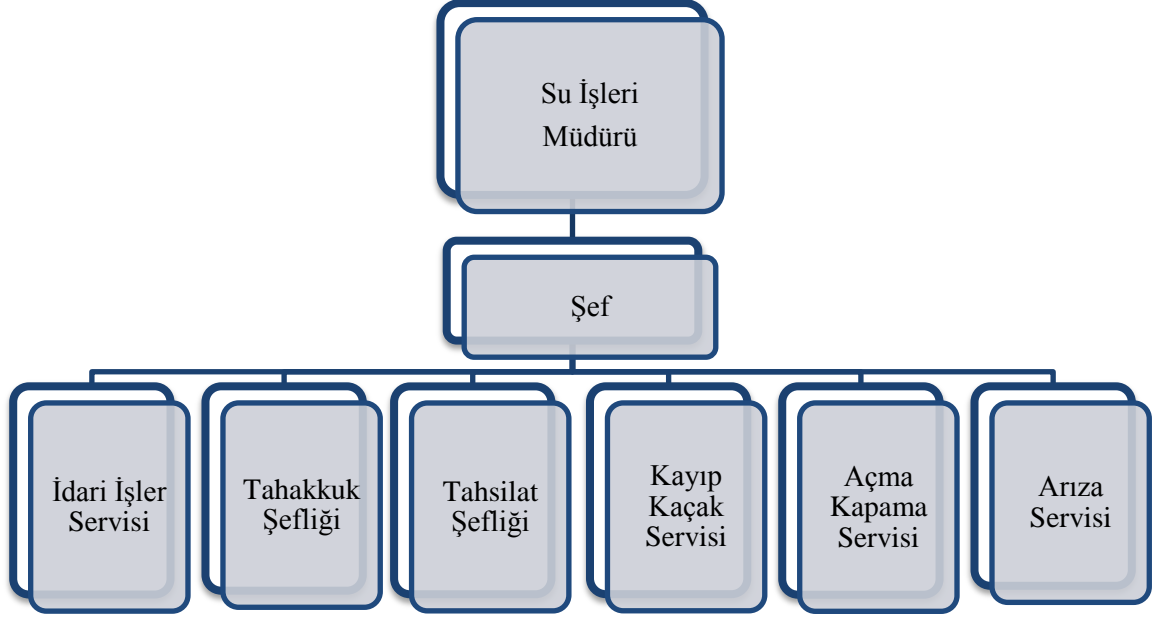 Su İşleri
Müdürü
Şef
İdari İşler
Servisi
Tahakkuk
Şefliği
Tahsilat
Şefliği
Kayıp
Kaçak
Servisi
Açma
Kapama
Servisi
Arıza
Servisi